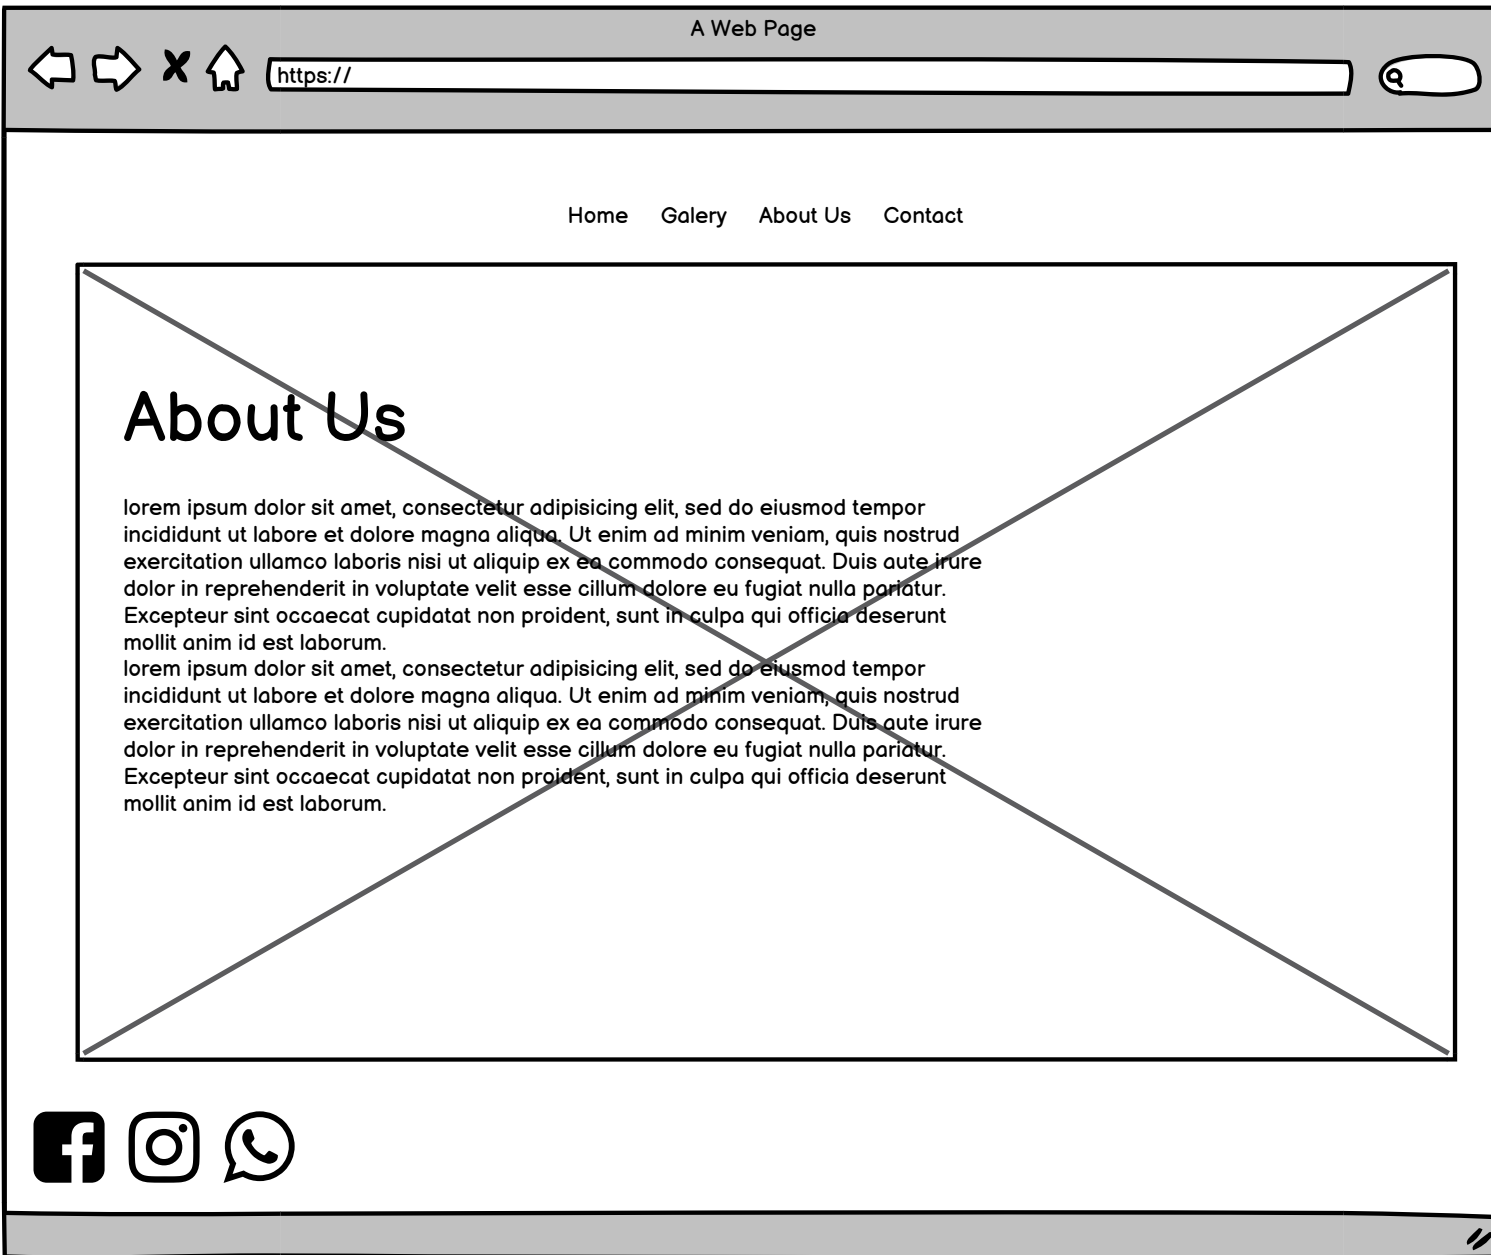 A Web Page
https://
Home Galery About Us Contact
About Us
lorem ipsum dolor sit amet, consectetur adipisicing elit, sed do eiusmod tempor
incididunt ut labore et dolore magna aliqua. Ut enim ad minim veniam, quis nostrud
exercitation ullamco laboris nisi ut aliquip ex ea commodo consequat. Duis aute irure
dolor in reprehenderit in voluptate velit esse cillum dolore eu fugiat nulla pariatur.
Excepteur sint occaecat cupidatat non proident, sunt in culpa qui officia deserunt
mollit anim id est laborum.
lorem ipsum dolor sit amet, consectetur adipisicing elit, sed do eiusmod tempor
incididunt ut labore et dolore magna aliqua. Ut enim ad minim veniam, quis nostrud
exercitation ullamco laboris nisi ut aliquip ex ea commodo consequat. Duis aute irure
dolor in reprehenderit in voluptate velit esse cillum dolore eu fugiat nulla pariatur.
Excepteur sint occaecat cupidatat non proident, sunt in culpa qui officia deserunt
mollit anim id est laborum.